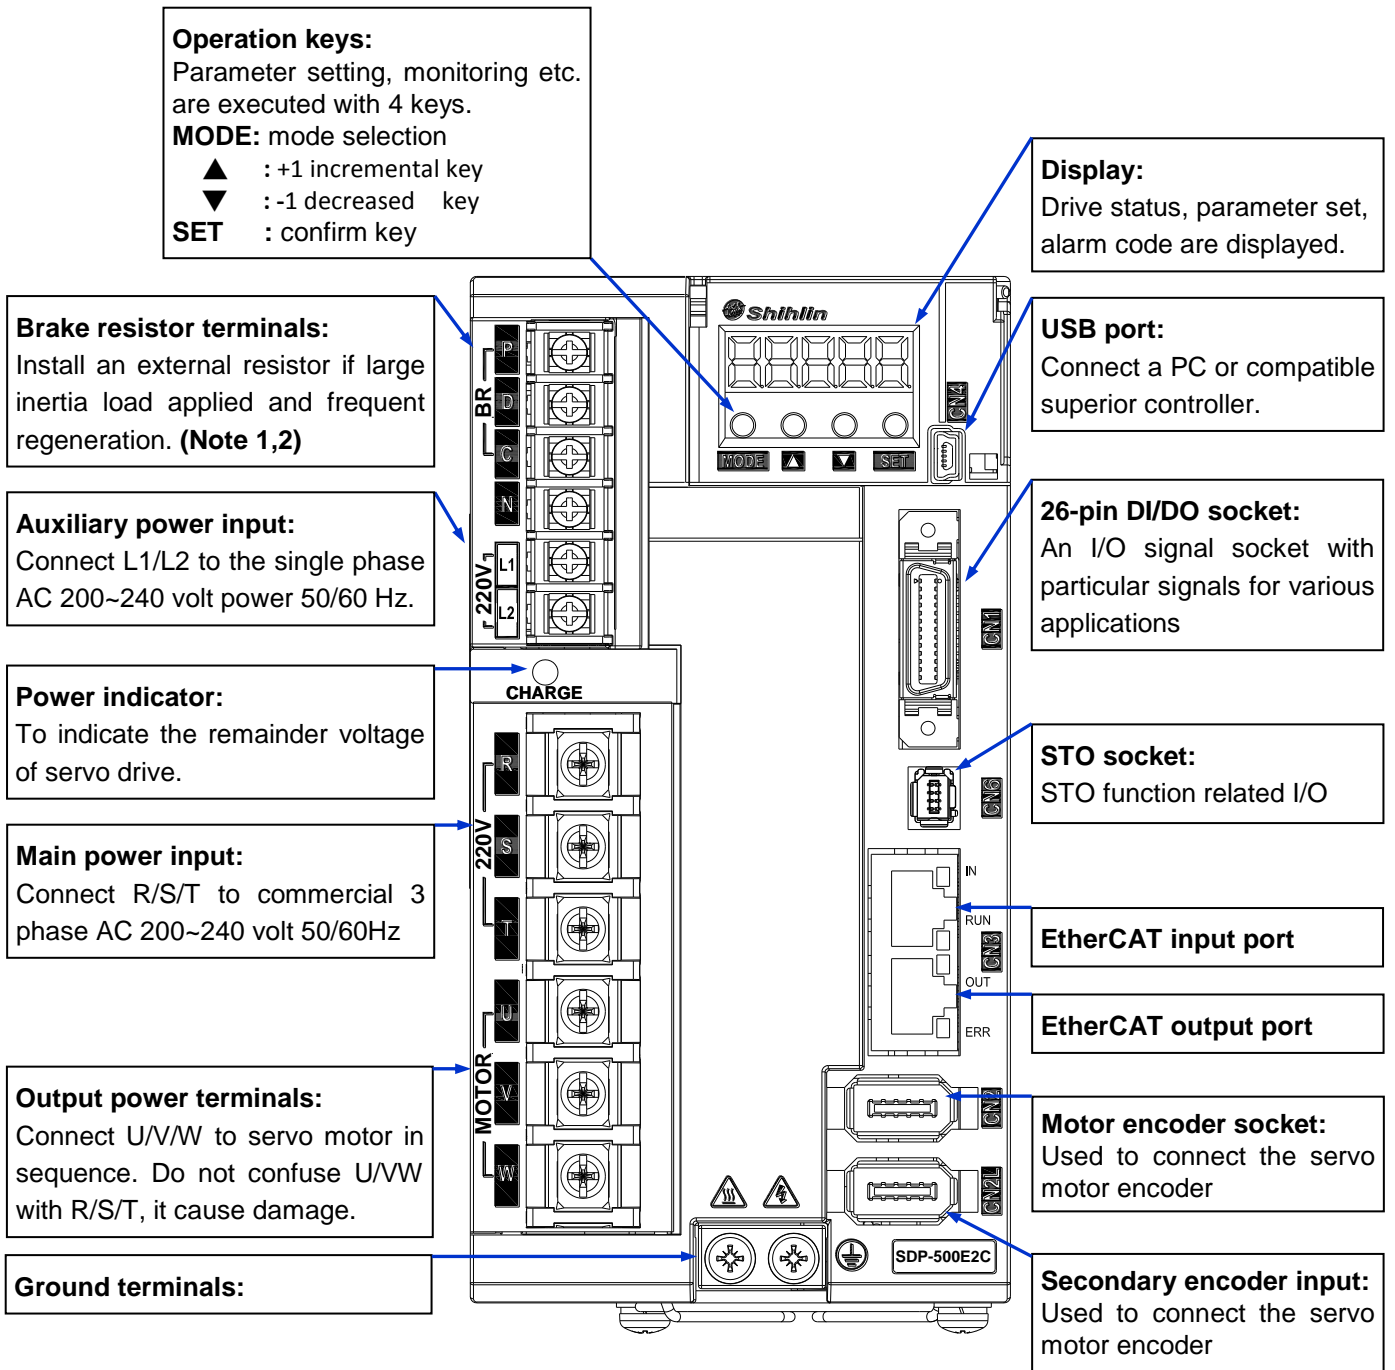 Operation keys:
Parameter setting, monitoring etc.
are executed with 4 keys.
MODE: mode selection
▲ : +1 incremental key
▼ : -1 decreased key
SET : confirm key
Display:
Drive status, parameter set,
alarm code are displayed.
Brake resistor terminals:
Install an external resistor if large
inertia load applied and frequent
regeneration. (Note 1,2)
USB port:
Connect a PC or compatible
superior controller.
Auxiliary power input:
Connect L1/L2 to the single phase
AC 200~240 volt power 50/60 Hz.
26-pin DI/DO socket:
An I/O signal socket with
particular signals for various
applications
Power indicator:
To indicate the remainder voltage
of servo drive.
STO socket:
STO function related I/O
Main power input:
Connect R/S/T to commercial 3
phase AC 200~240 volt 50/60Hz
EtherCAT input port
EtherCAT output port
Output power terminals:
Connect U/V/W to servo motor in
sequence. Do not confuse U/VW
with R/S/T, it cause damage.
Motor encoder socket:
Used to connect the servo
motor encoder
Ground terminals:
Secondary encoder input:
Used to connect the servo
motor encoder
Shihlin
MODE ▲ ▼ SET
CN4
P
D
C
N
BR
L1
L2
220V
CHARGE
R
S
T
220V
U
V
W
MOTOR
CN1
CN6
IN
RUN
CN3
OUT
ERR
CN2
CN2L
SDP-500E2C